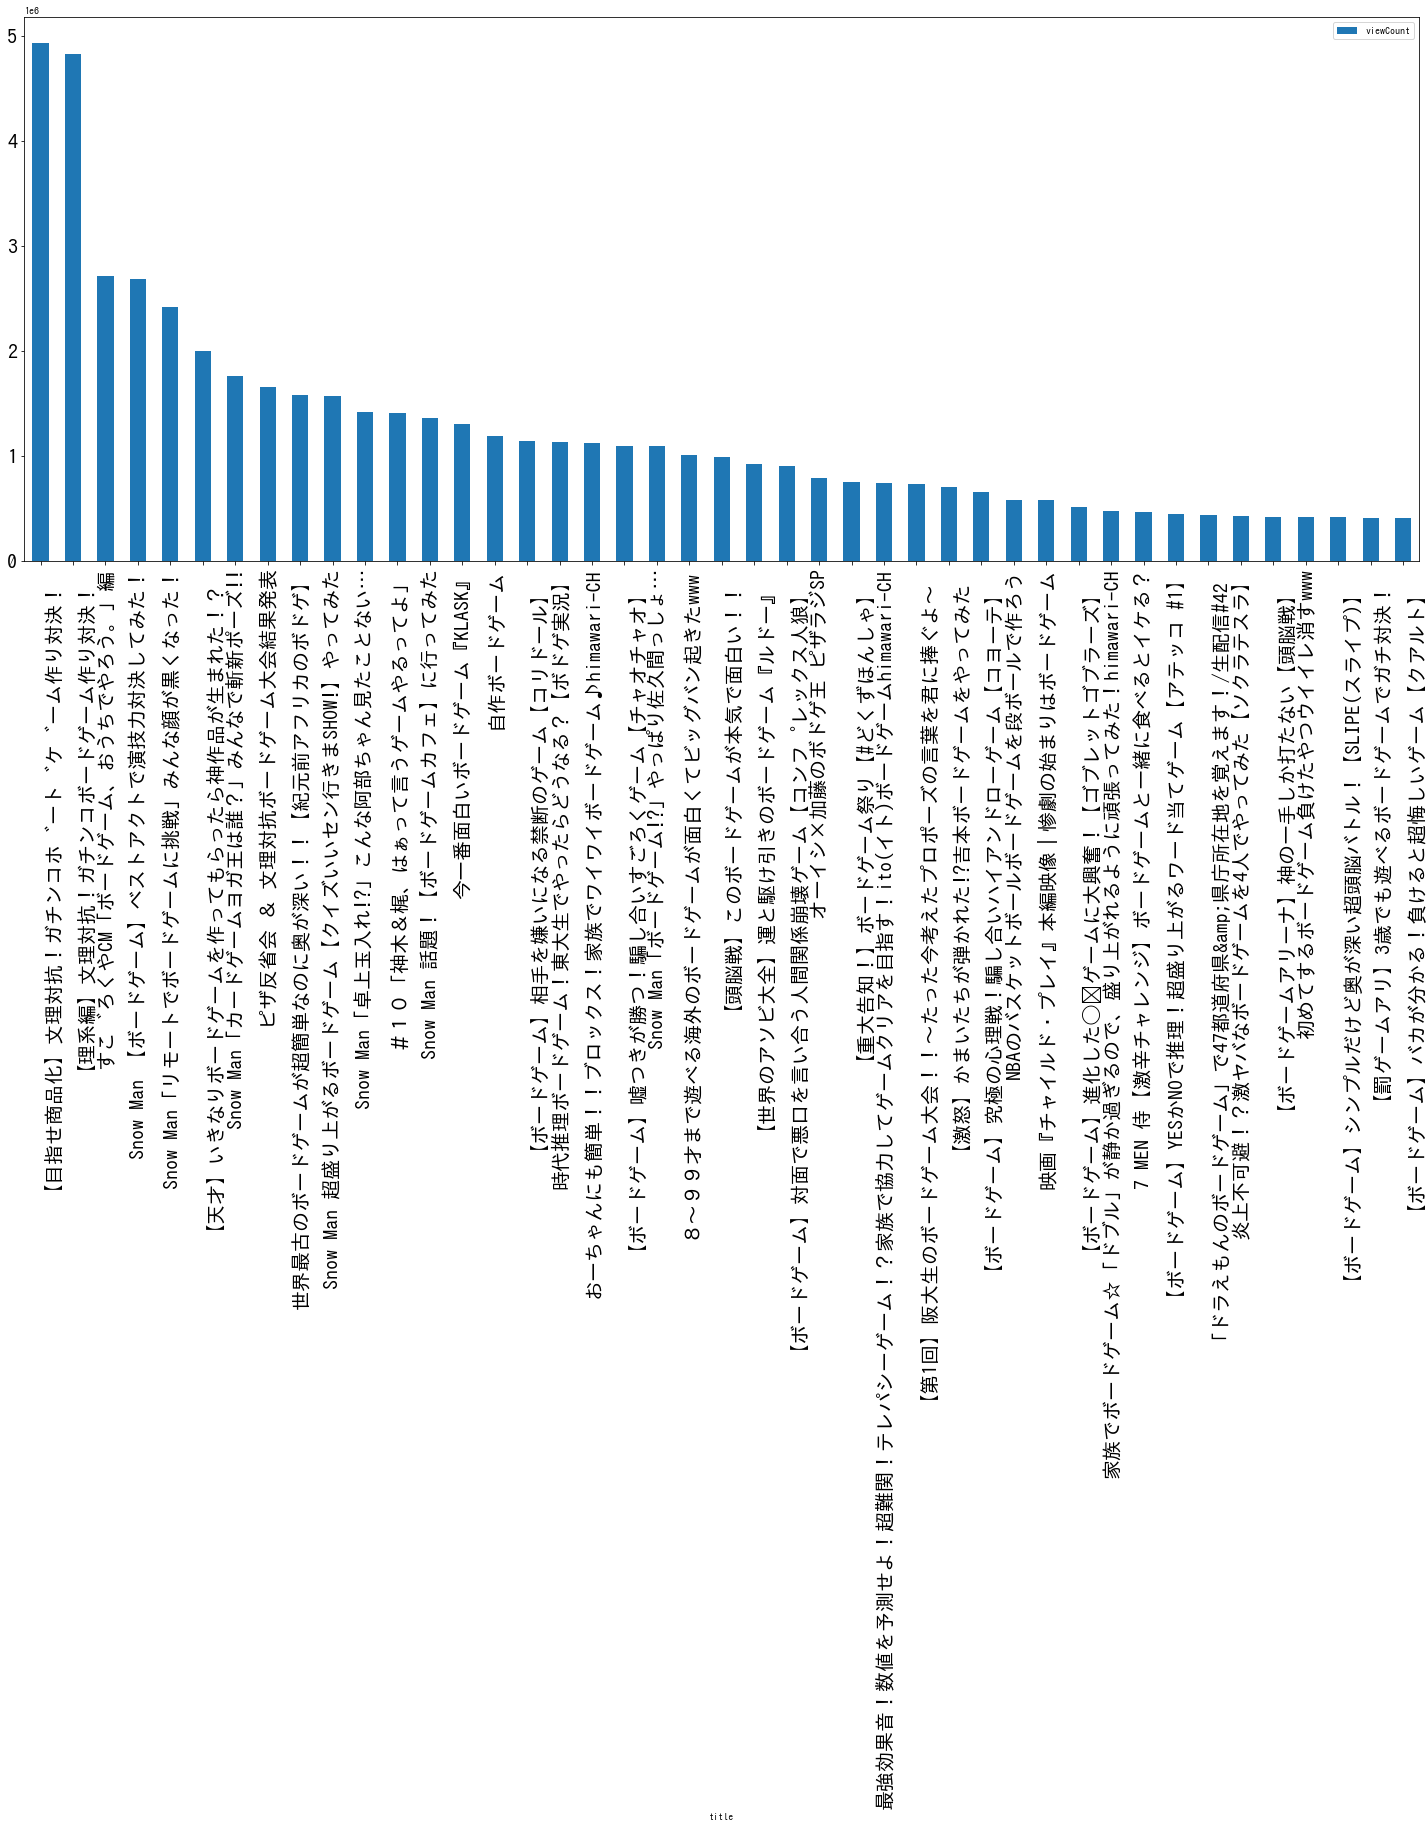 1e6
viewCount
5
4
3
2
1
0
【目指せ商品化】文理対抗！ガチンコボードゲーム作り対決！
【理系編】文理対抗！ガチンコボードゲーム作り対決！
すごろくやCM「ボードゲーム、おうちでやろう。」編
Snow Man 【ボードゲーム】ベストアクトで演技力対決してみた！
Snow Man「リモートでボードゲームに挑戦」みんな顔が黒くなった！
【天才】いきなりボードゲームを作ってもらったら神作品が生まれた！？
Snow Man「カードゲームヨガ王は誰？」みんなで斬新ポーズ!!
ピザ反省会 & 文理対抗ボードゲーム大会結果発表
世界最古のボードゲームが超簡単なのに奥が深い！！【紀元前アフリカのボドゲ】
Snow Man 超盛り上がるボードゲーム【クイズいいセン行きまSHOW!】やってみた
Snow Man「卓上玉入れ!?」こんな阿部ちゃん見たことない…
＃１０「神木＆梶、はぁって言うゲームやるってよ」
Snow Man 話題！【ボードゲームカフェ】に行ってみた
今一番面白いボードゲーム『KLASK』
自作ボードゲーム
【ボードゲーム】相手を嫌いになる禁断のゲーム【コリドール】
時代推理ボードゲーム！東大生でやったらどうなる？【ボドゲ実況】
おーちゃんにも簡単！！ブロックス！家族でワイワイボードゲーム♪himawari-CH
【ボードゲーム】嘘つきが勝つ！騙し合いすごろくゲーム【チャオチャオ】
Snow Man「ボードゲーム!?」やっぱり佐久間っしょ…
８～９９才まで遊べる海外のボードゲームが面白くてビッグバン起きたwww
【頭脳戦】このボードゲームが本気で面白い！！
【世界のアソビ大全】運と駆け引きのボードゲーム『ルドー』
【ボードゲーム】対面で悪口を言い合う人間関係崩壊ゲーム【コンプレックス人狼】
オーイシ×加藤のボドゲ王 ピザラジSP
【重大告知！】ボードゲーム祭り【#とくずほんしゃ】
最強効果音！数値を予測せよ！超難関！テレパシーゲーム！？家族で協力してゲームクリアを目指す！ito(イト)ボードゲームhimawari-CH
【第1回】阪大生のボードゲーム大会！！～たった今考えたプロポーズの言葉を君に捧ぐよ～
【激怒】かまいたちが弾かれた!?吉本ボードゲームをやってみた
【ボードゲーム】究極の心理戦！騙し合いハイアンドローゲーム【コヨーテ】
NBAのバスケットボールボードゲームを段ボールで作ろう
映画『チャイルド・プレイ』本編映像｜惨劇の始まりはボードゲーム
【ボードゲーム】進化した◯☒ゲームに大興奮！【ゴブレットゴブラーズ】
家族でボードゲーム☆「ドブル」が静か過ぎるので、盛り上がれるように頑張ってみた！himawari-CH
7 MEN 侍【激辛チャレンジ】ボードゲームと一緒に食べるとイケる？
【ボードゲーム】YESかNOで推理！超盛り上がるワード当てゲーム【アテッコ #1】
「ドラえもんのボードゲーム」で47都道府県&amp;県庁所在地を覚えます！/生配信#42
炎上不可避！？激ヤバなボードゲームを4人でやってみた【ソクラテスラ】
【ボードゲームアリーナ】神の一手しか打たない【頭脳戦】
初めてするボードゲーム負けたやつウイイレ消すwww
【ボードゲーム】シンプルだけど奥が深い超頭脳バトル！【SLIPE(スライプ)】
【罰ゲームアリ】3歳でも遊べるボードゲームでガチ対決！
【ボードゲーム】バカが分かる！負けると超悔しいゲーム【クアルト】
title